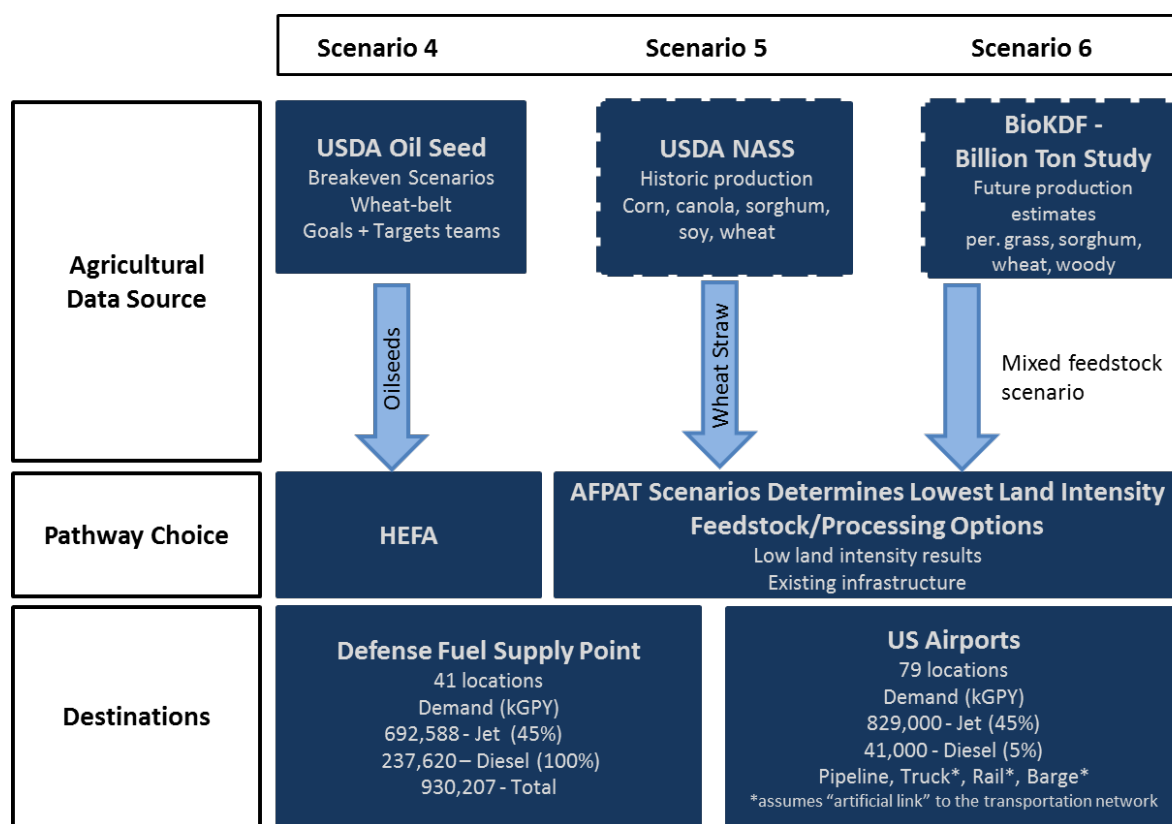 Scenario 4
Scenario 5
Scenario 6
Agricultural
Data Source
USDA Oil Seed
Breakeven Scenarios
Wheat-belt
Goals + Targets teams
USDA NASS
Historic production
Corn, canola, sorghum,
soy, wheat
BioKDF -
Billion Ton Study
Future production
estimates
per. grass, sorghum,
wheat, woody
Oilseeds
Wheat Straw
Mixed feedstock
scenario
Pathway Choice
HEFA
AFPAT Scenarios Determines Lowest Land Intensity
Feedstock/Processing Options
Low land intensity results
Existing infrastructure
Destinations
Defense Fuel Supply Point
41 locations
Demand (kGPY)
692,588 - Jet (45%)
237,620 – Diesel (100%)
930,207 - Total
US Airports
79 locations
Demand (kGPY)
829,000 - Jet (45%)
41,000 - Diesel (5%)
Pipeline, Truck*, Rail*, Barge*
*assumes “artificial link” to the transportation network